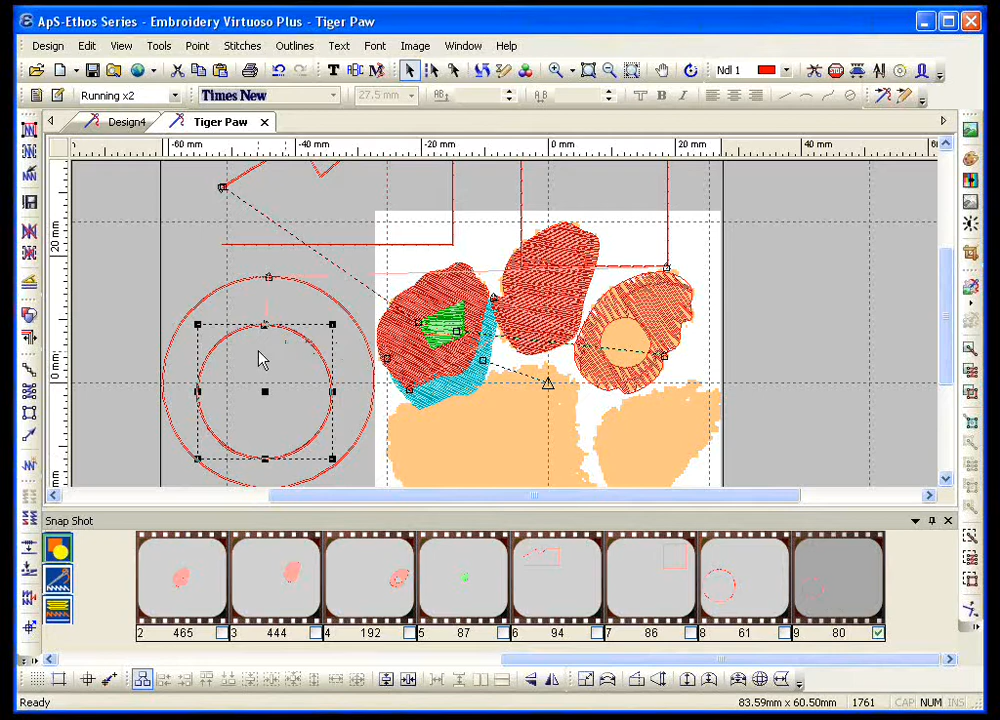 ApS-Ethos Series - Embroidery Virtuoso Plus - Tiger Paw
Design Edit View Tools Point Stitches Outlines Text Font Image Window Help
Ndl 1
Running x2 Times New 27.5 mm
Design4 Tiger Paw
-60 mm -40 mm -20 mm 0 mm 20 mm 40 mm
20 mm
0 mm
Snap Shot
2 465 3 444 4 192 5 87 6 94 7 86 8 61 9 80
Ready 83.59mm x 60.50mm 1761 CAP NUM INS